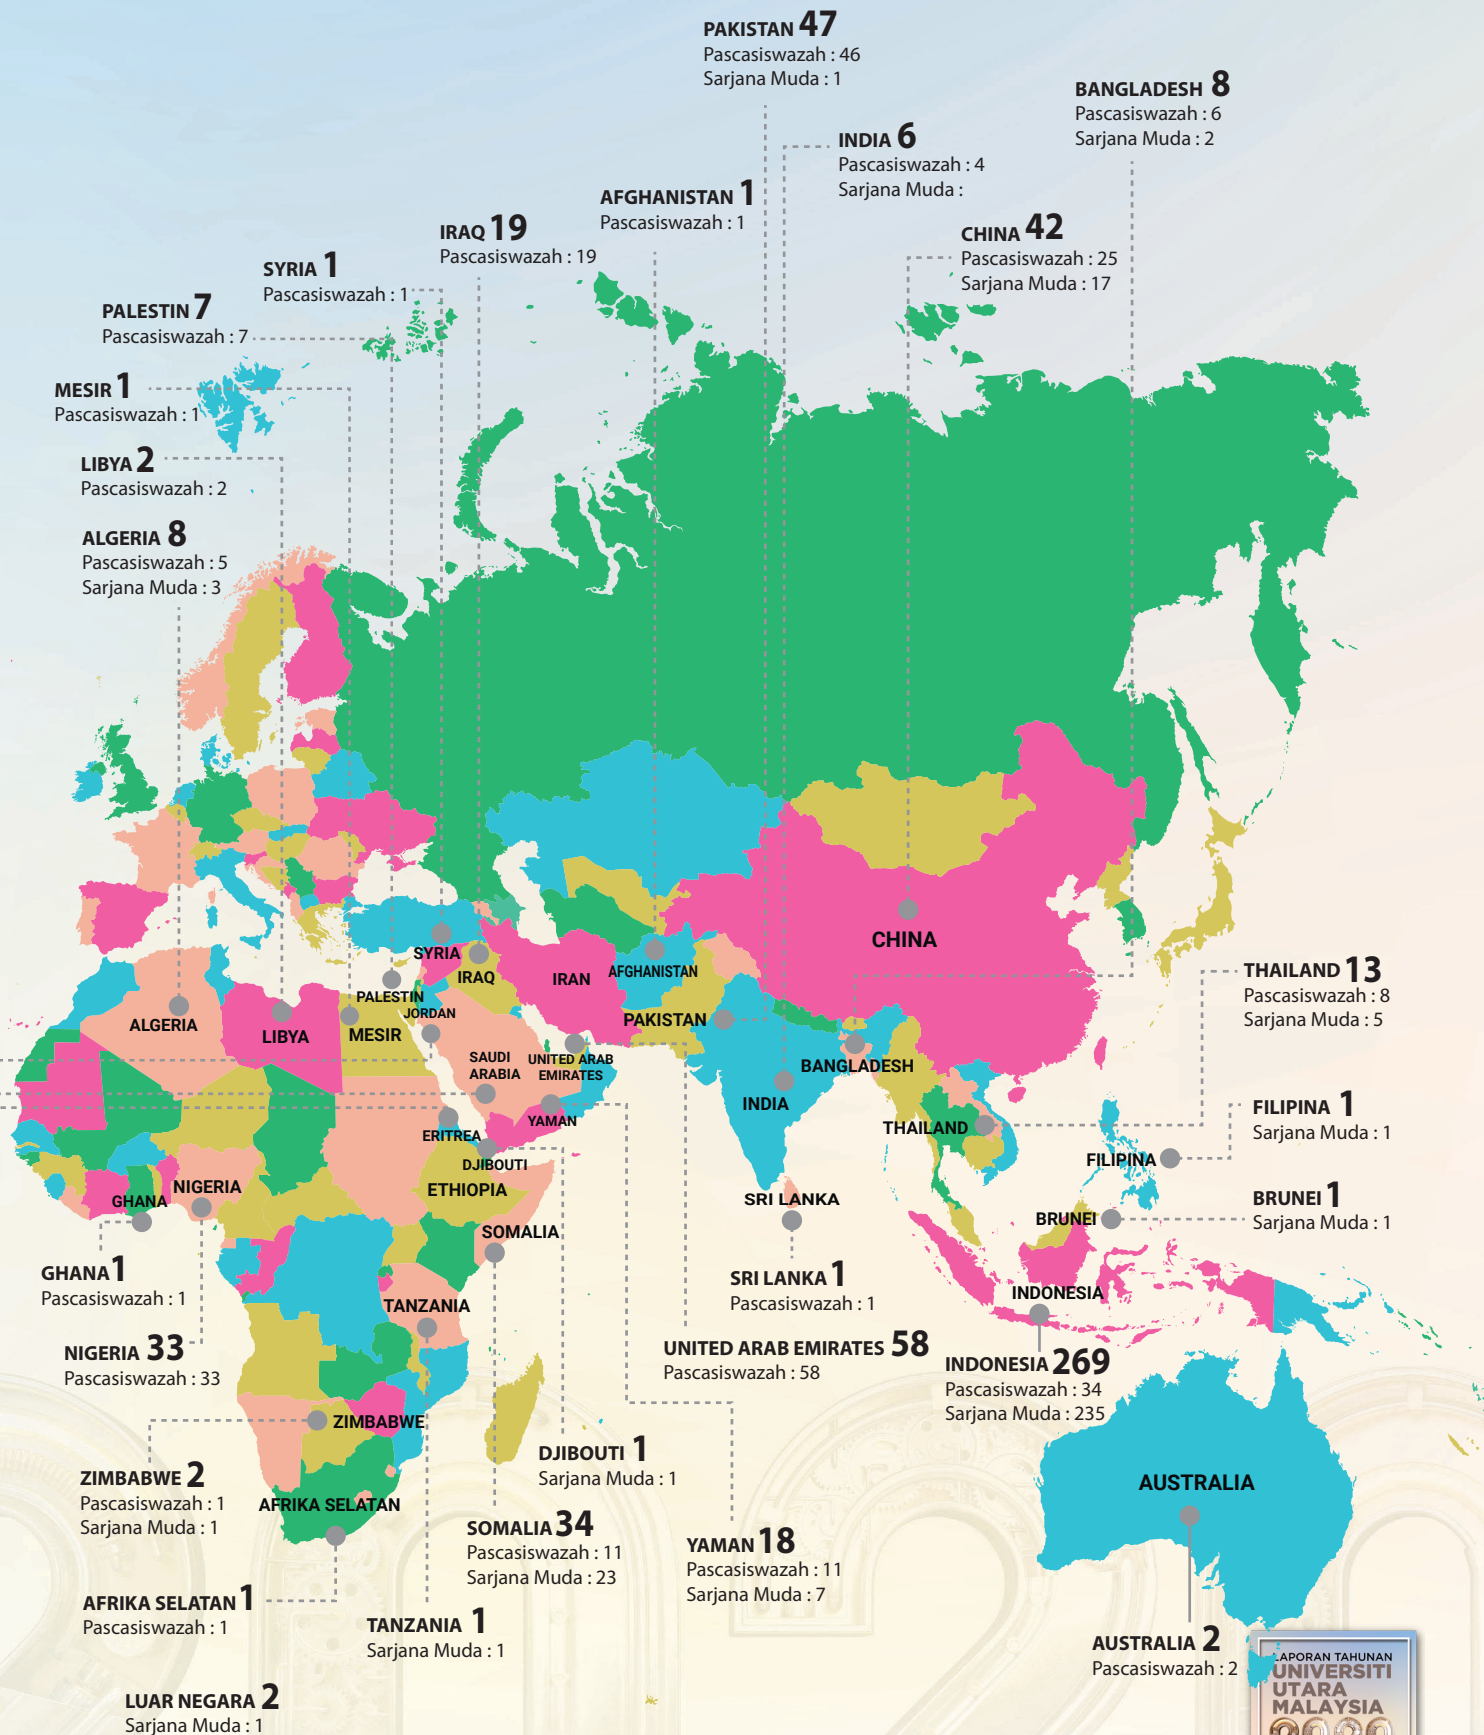 PAKISTAN 47
Pascasiswazah : 46
Sarjana Muda : 1
BANGLADESH 8
Pascasiswazah : 6
Sarjana Muda : 2
INDIA 6
Pascasiswazah : 4
Sarjana Muda :
AFGHANISTAN 1
Pascasiswazah : 1
CHINA 42
Pascasiswazah : 25
Sarjana Muda : 17
IRAQ 19
Pascasiswazah : 19
SYRIA 1
Pascasiswazah : 1
PALESTIN 7
Pascasiswazah : 7
MESIR 1
Pascasiswazah : 1
LIBYA 2
Pascasiswazah : 2
ALGERIA 8
Pascasiswazah : 5
Sarjana Muda : 3
CHINA
SYRIA
IRAQ
IRAN
AFGHANISTAN
PALESTIN
JORDAN
ALGERIA
LIBYA
MESIR
PAKISTAN
SAUDI
ARABIA
UNITED ARAB
EMIRATES
BANGLADESH
INDIA
YAMAN
ERITREA
DJIBOUTI
THAILAND
THAILAND 13
Pascasiswazah : 8
Sarjana Muda : 5
FILIPINA 1
Sarjana Muda : 1
FILIPINA
NIGERIA
GHANA
ETHIOPIA
SOMALIA
SRI LANKA
BRUNEI
BRUNEI 1
Sarjana Muda : 1
GHANA 1
Pascasiswazah : 1
TANZANIA
SRI LANKA 1
Pascasiswazah : 1
INDONESIA
NIGERIA 33
Pascasiswazah : 33
UNITED ARAB EMIRATES 58
Pascasiswazah : 58
INDONESIA 269
Pascasiswazah : 34
Sarjana Muda : 235
ZIMBABWE
DJIBOUTI 1
Sarjana Muda : 1
ZIMBABWE 2
Pascasiswazah : 1
Sarjana Muda : 1
AFRIKA SELATAN
AUSTRALIA
SOMALIA 34
Pascasiswazah : 11
Sarjana Muda : 23
YAMAN 18
Pascasiswazah : 11
Sarjana Muda : 7
AFRIKA SELATAN 1
Pascasiswazah : 1
TANZANIA 1
Sarjana Muda : 1
AUSTRALIA 2
Pascasiswazah : 2
LUAR NEGARA 2
Sarjana Muda : 1
LAPORAN TAHUNAN
UNIVERSITI
UTARA
MALAYSIA
2020